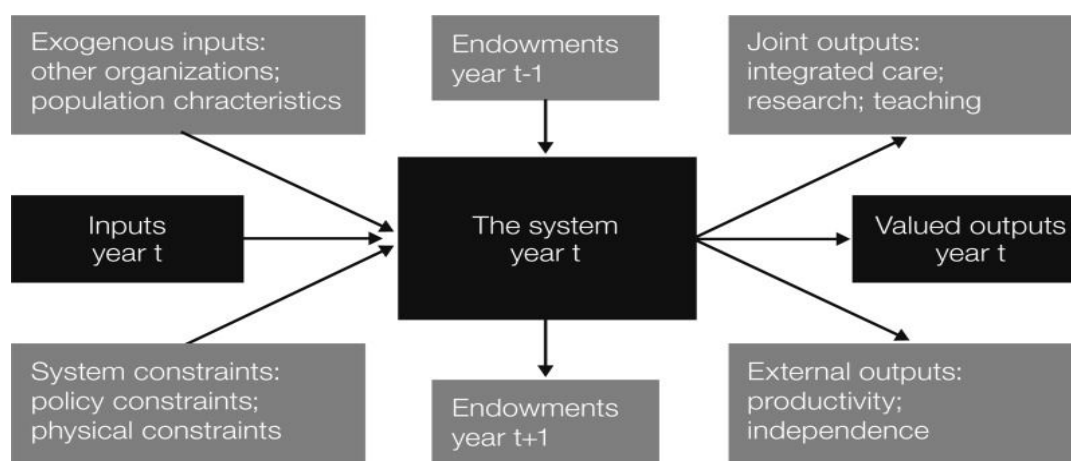 Exogenous inputs:
other organizations;
population chracteristics
Endowments
year t-1
Joint outputs:
integrated care;
research; teaching
Inputs
year t
The system
year t
Valued outputs
year t
System constraints:
policy constraints;
physical constraints
Endowments
year t+1
External outputs:
productivity;
independence